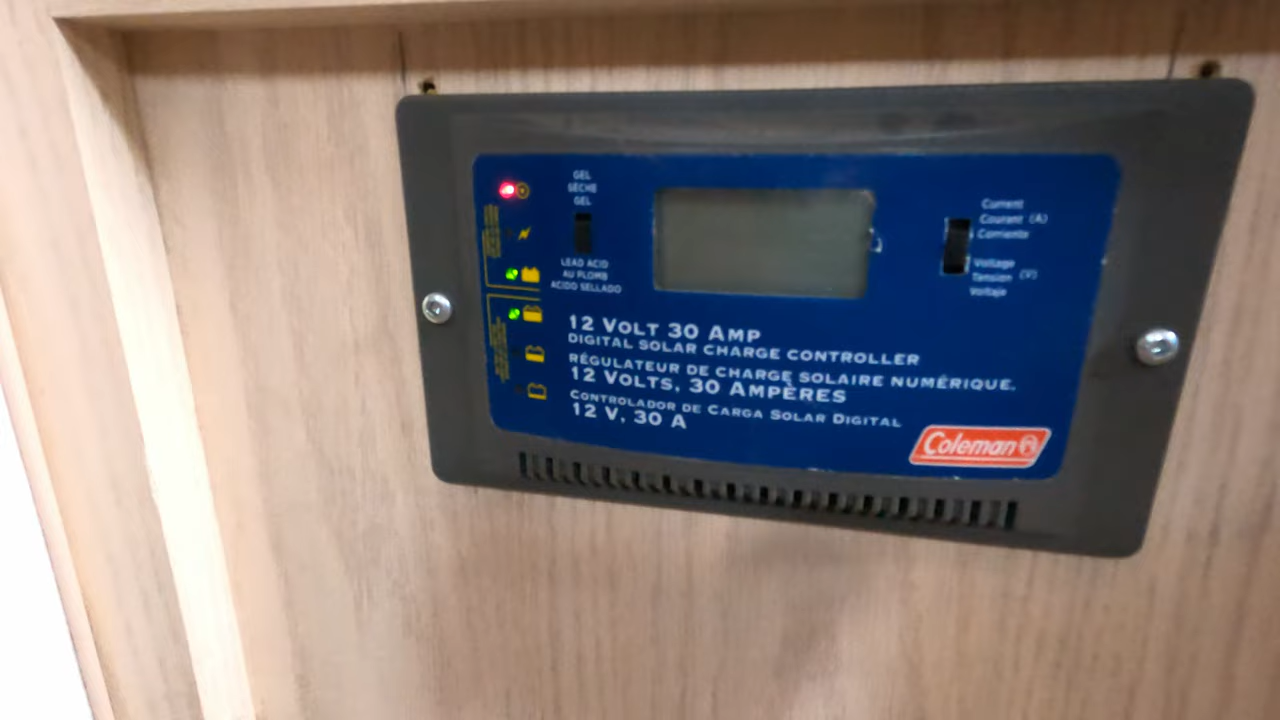 GEL
SÈCHE
GEL
LEAD ACID
AU PLOMB
ACIDO SELLADO
Current
Courant (A)
Corriente
Voltage
Tension (V)
Voltaje
12 VOLT 30 AMP
DIGITAL SOLAR CHARGE CONTROLLER
RÉGULATEUR DE CHARGE SOLAIRE NUMÉRIQUE,
12 VOLTS, 30 AMPÈRES
CONTROLADOR DE CARGA SOLAR DIGITAL
12 V, 30 A
Coleman